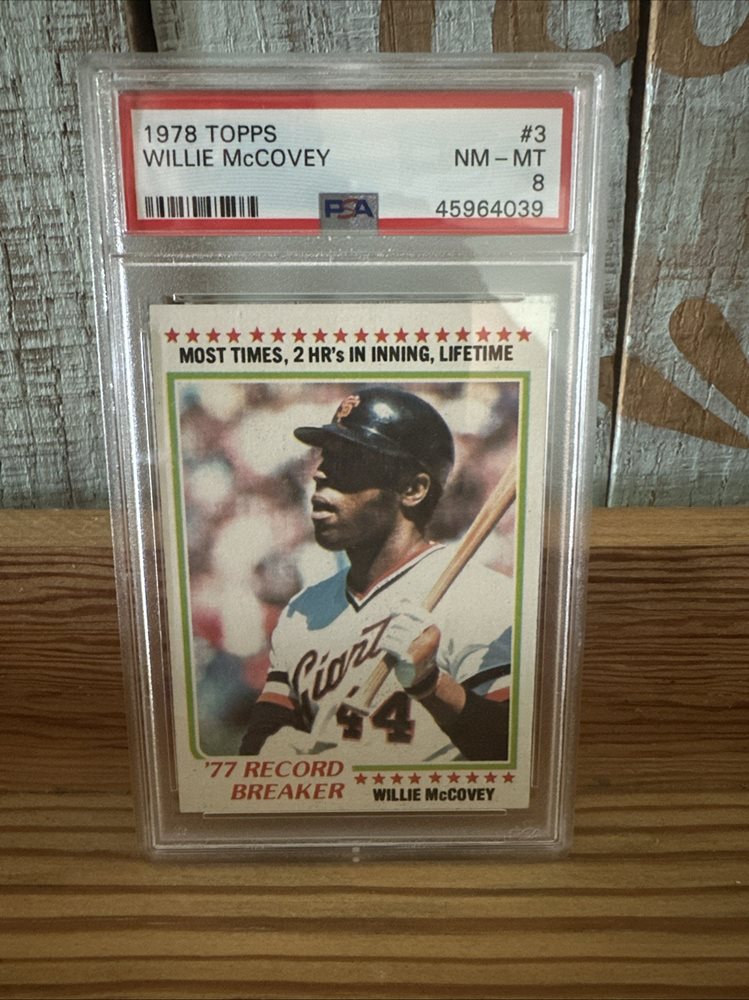 1978 TOPPS #3
WILLIE McCOVEY NM - MT
8
PSA 45964039
MOST TIMES, 2 HR's IN INNING, LIFETIME
SF
Giants
44
'77 RECORD
BREAKER
WILLIE McCOVEY